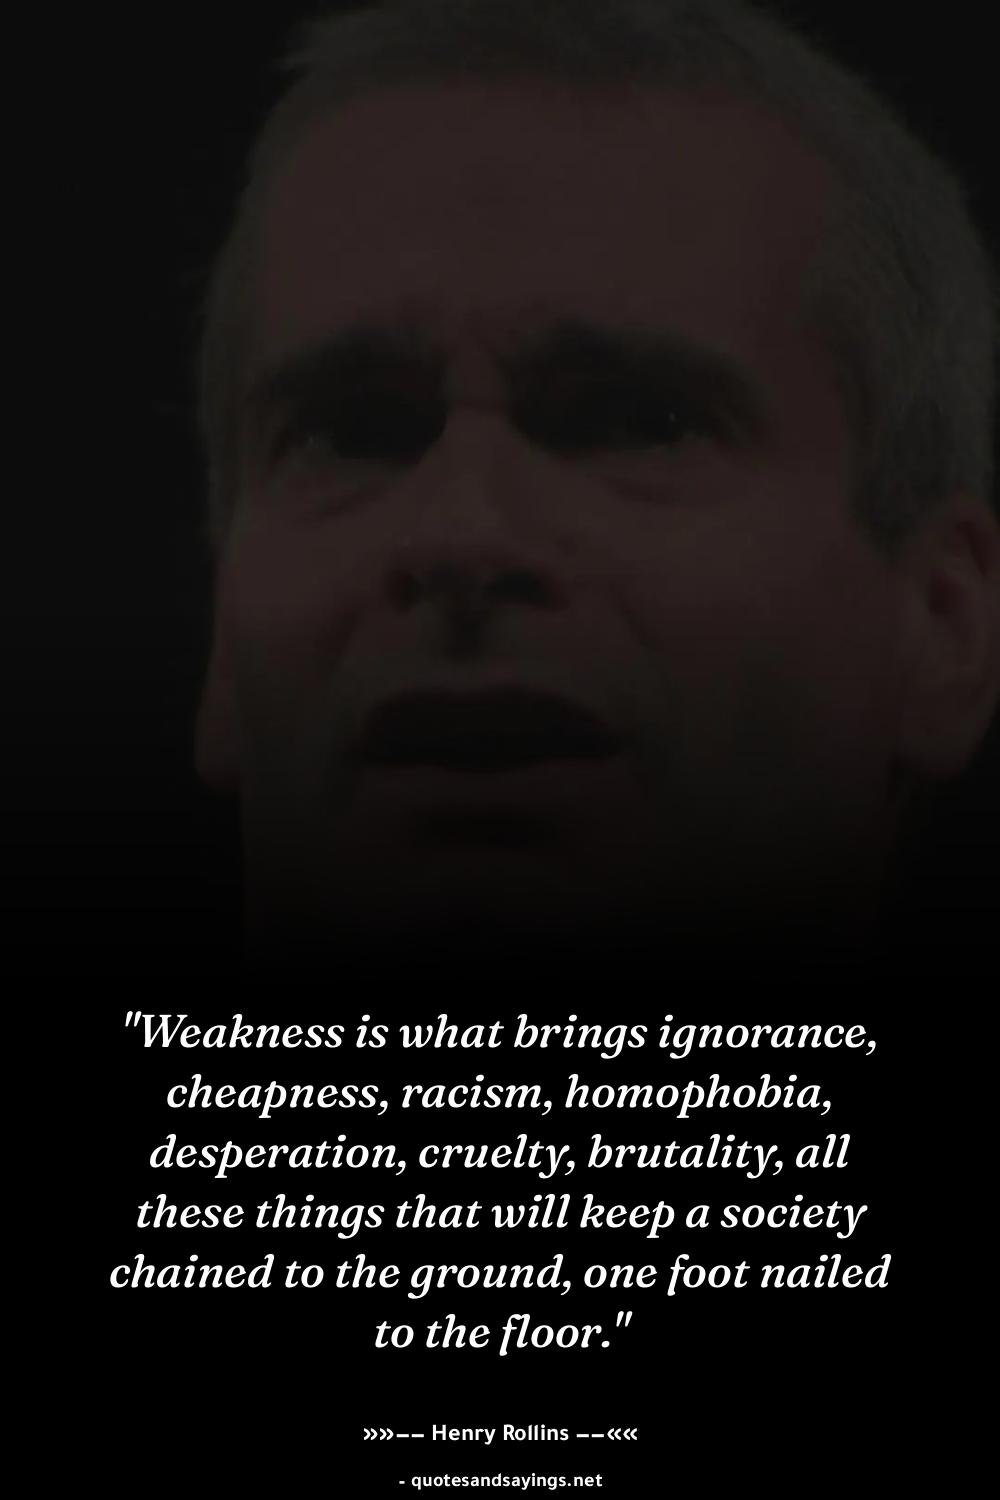 "Weakness is what brings ignorance,
cheapness, racism, homophobia,
desperation, cruelty, brutality, all
these things that will keep a society
chained to the ground, one foot nailed
to the floor."
»»−− Henry Rollins −−««
- quotesandsayings.net